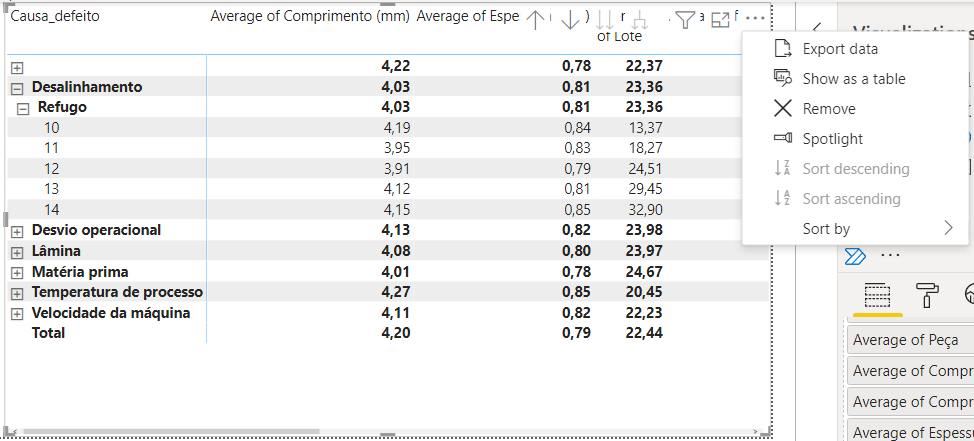 Causa_defeito Average of Comprimento (mm) Average of Espe
of Lote
4,22 0,78 22,37
Desalinhamento 4,03 0,81 23,36
Refugo 4,03 0,81 23,36
10 4,19 0,84 13,37
11 3,95 0,83 18,27
12 3,91 0,79 24,51
13 4,12 0,81 29,45
14 4,15 0,85 32,90
Desvio operacional 4,13 0,82 23,98
Lâmina 4,08 0,80 23,97
Matéria prima 4,01 0,78 24,67
Temperatura de processo 4,27 0,85 20,45
Velocidade da máquina 4,11 0,82 22,23
Total 4,20 0,79 22,44
Export data
Show as a table
Remove
Spotlight
Sort descending
Sort ascending
Sort by
Visualizations
Average of Peça
Average of Compr
Average of Compr
Average of Espessu